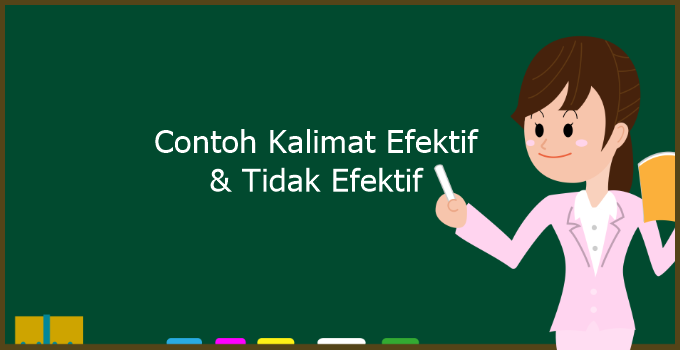 Contoh Kalimat Efektif
& Tidak Efektif